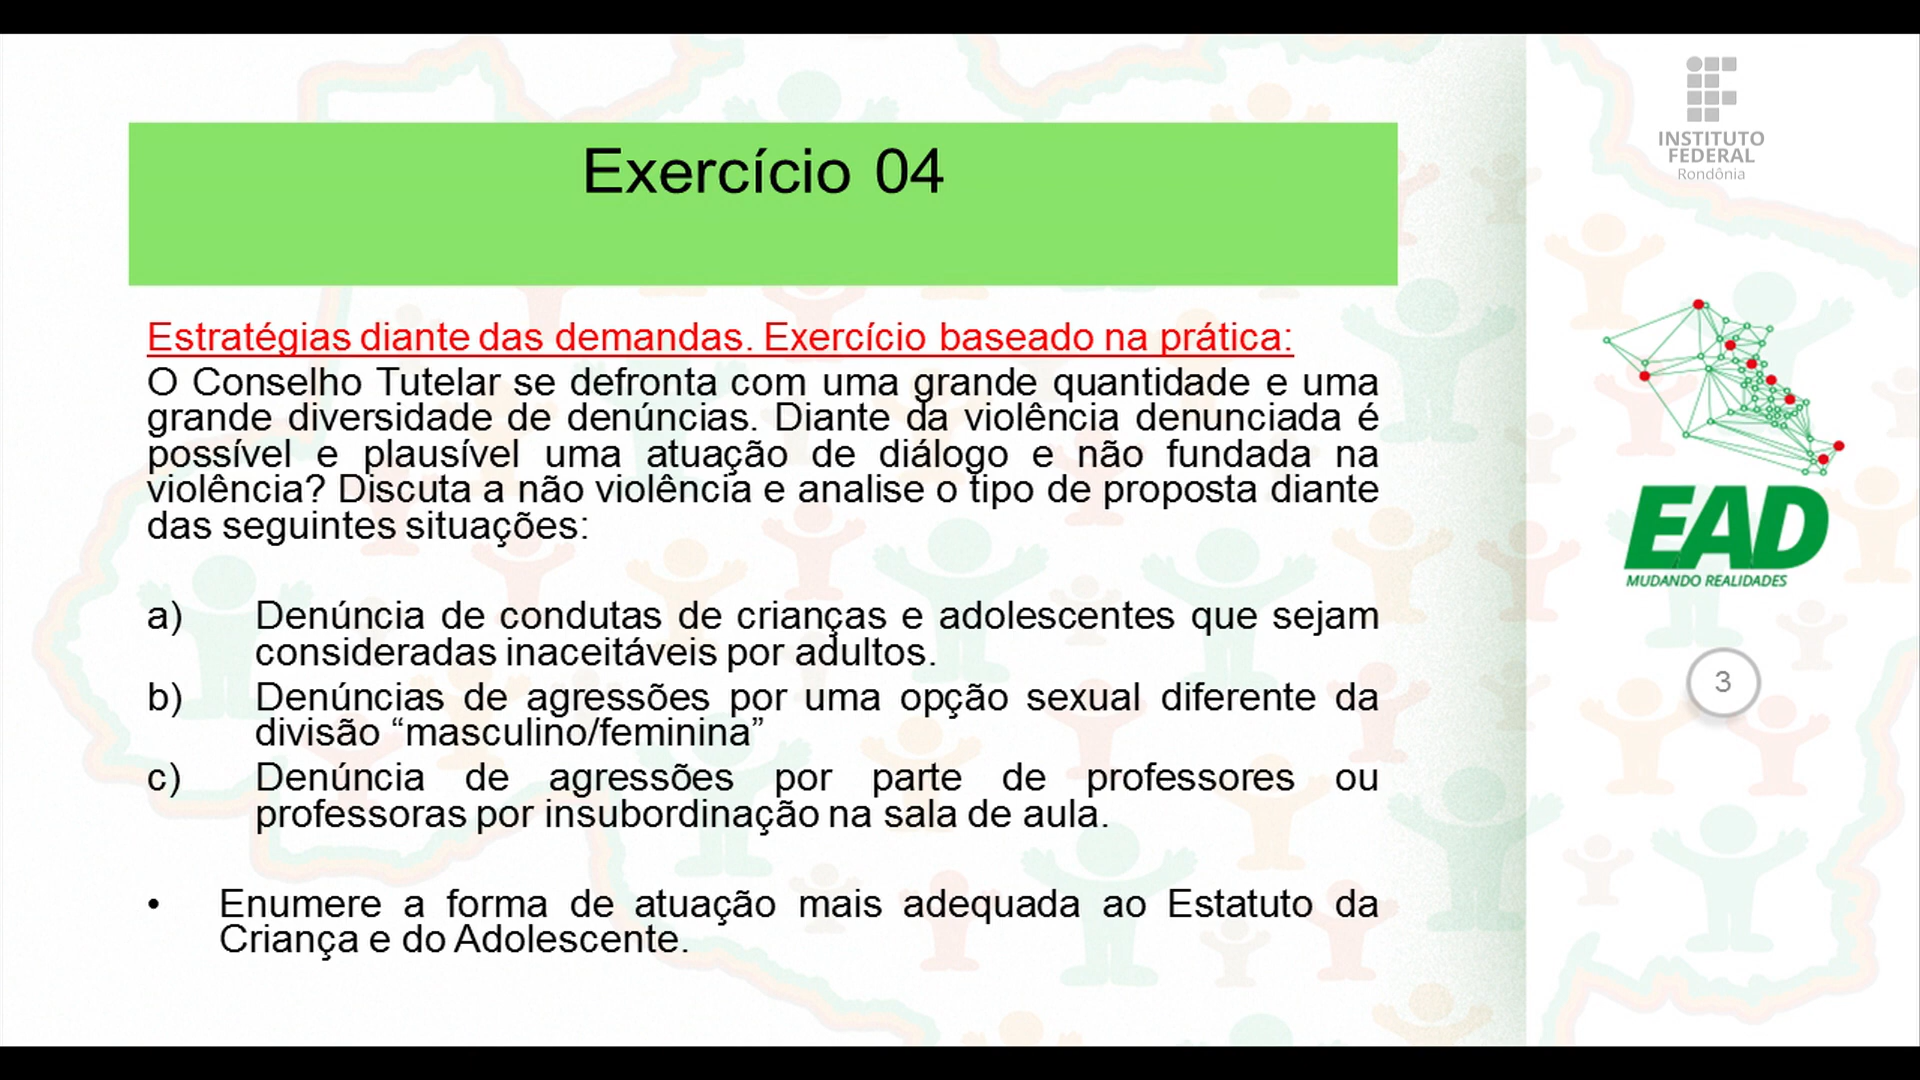 Exercício 04
INSTITUTO
FEDERAL
Rondônia
Estratégias diante das demandas. Exercício baseado na prática:
O Conselho Tutelar se defronta com uma grande quantidade e uma
grande diversidade de denúncias. Diante da violência denunciada é
possível e plausível uma atuação de diálogo e não fundada na
violência? Discuta a não violência e analise o tipo de proposta diante
das seguintes situações:
a) Denúncia de condutas de crianças e adolescentes que sejam
consideradas inaceitáveis por adultos.
b) Denúncias de agressões por uma opção sexual diferente da
divisão “masculino/feminina”
c) Denúncia de agressões por parte de professores ou
professoras por insubordinação na sala de aula.
• Enumere a forma de atuação mais adequada ao Estatuto da
Criança e do Adolescente.
EAD
MUDANDO REALIDADES
3